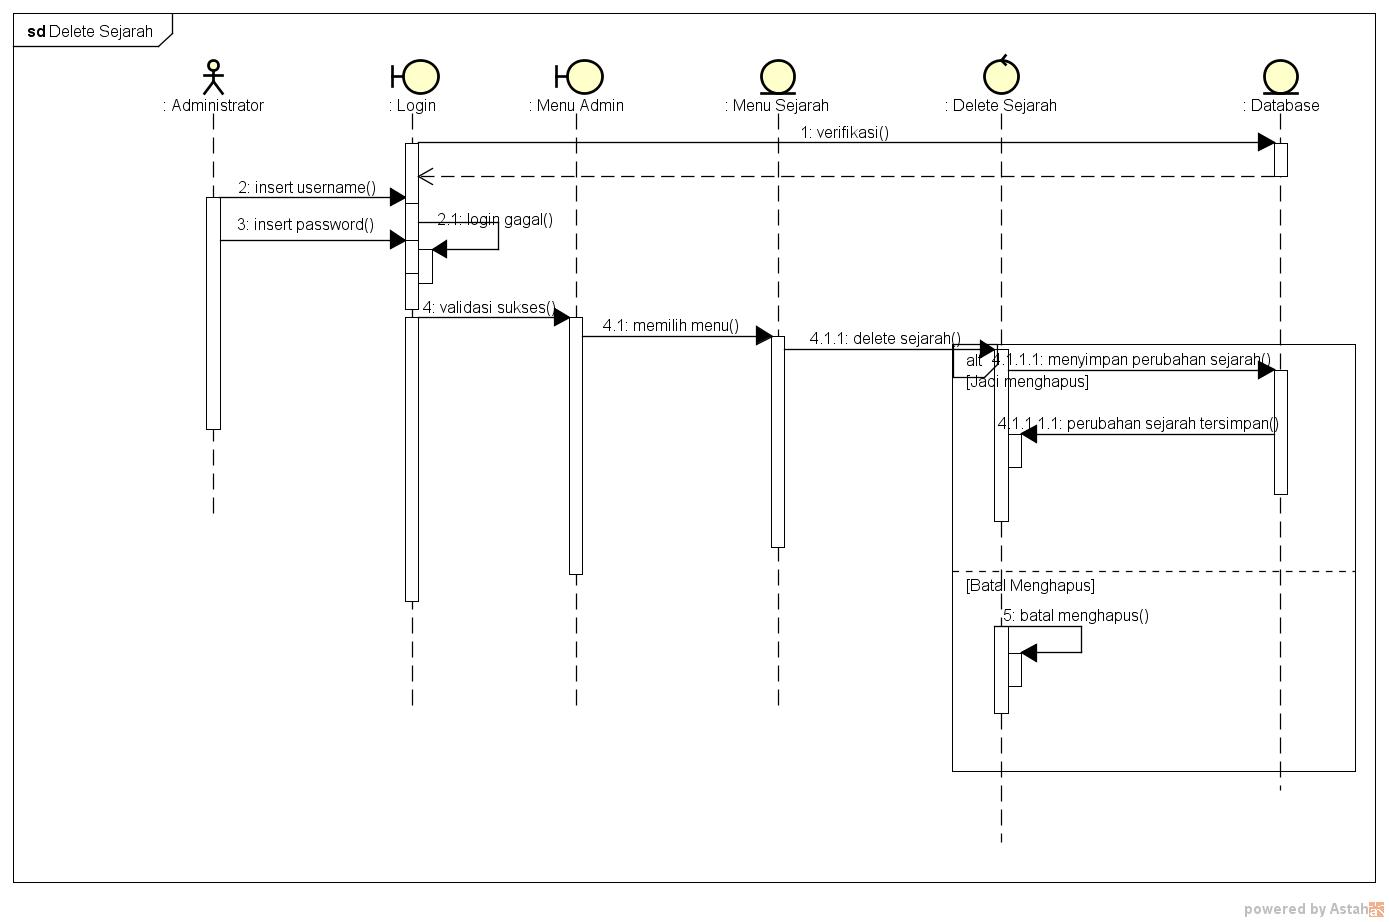 sd Delete Sejarah
: Administrator
: Login
: Menu Admin
: Menu Sejarah
: Delete Sejarah
: Database
1: verifikasi()
2: insert username()
2.1: login gagal()
3: insert password()
4: validasi sukses()
4.1: memilih menu()
4.1.1: delete sejarah()
alt
4.1.1.1: menyimpan perubahan sejarah()
[Jadi menghapus]
4.1.1.1.1: perubahan sejarah tersimpan()
[Batal Menghapus]
5: batal menghapus()
powered by Astah